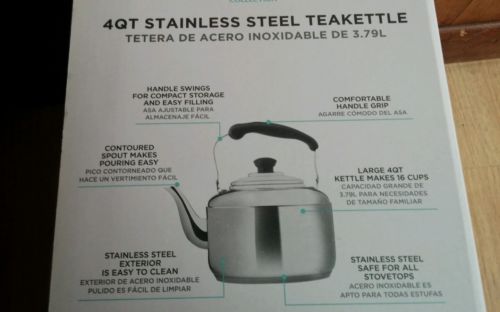 COLLECTION
4QT STAINLESS STEEL TEAKETTLE
TETERA DE ACERO INOXIDABLE DE 3.79L
HANDLE SWINGS
FOR COMPACT STORAGE
AND EASY FILLING
ASA AJUSTABLE PARA
ALMACENAJE FÁCIL
COMFORTABLE
HANDLE GRIP
AGARRE CÓMODO DEL ASA
CONTOURED
SPOUT MAKES
POURING EASY
PICO CONTORNEADO QUE
HACE UN VERTIMIENTO FÁCIL
LARGE 4QT
KETTLE MAKES 16 CUPS
CAPACIDAD GRANDE DE
3.79L PARA NECESIDADES
DE TAMAÑO FAMILIAR
STAINLESS STEEL
EXTERIOR
IS EASY TO CLEAN
EXTERIOR DE ACERO INOXIDABLE
PULIDO ES FÁCIL DE LIMPIAR
STAINLESS STEEL
SAFE FOR ALL
STOVETOPS
ACERO INOXIDABLE ES
APTO PARA TODAS ESTUFAS